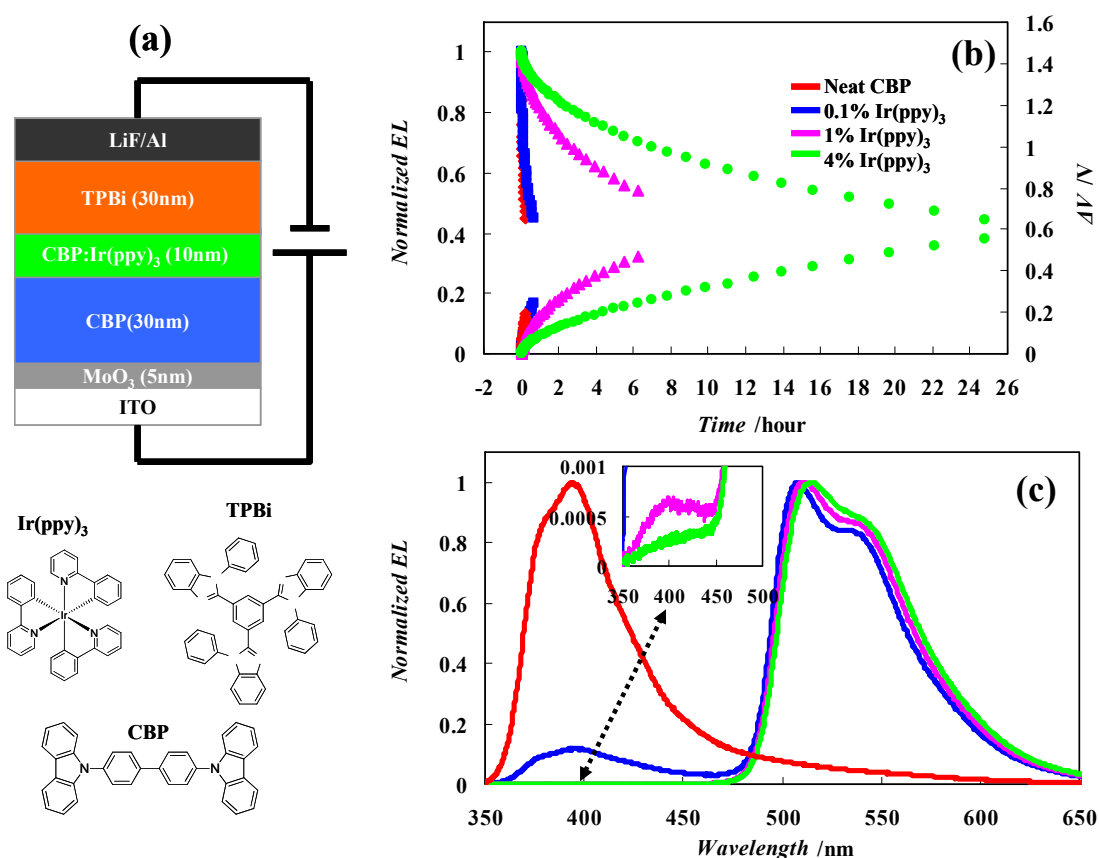 (a)
LiF/Al
TPBi (30nm)
CBP:Ir(ppy)₃ (10nm)
CBP(30nm)
MoO₃ (5nm)
ITO
Ir(ppy)₃
N
Ir
N
N
TPBi
CBP
N
N
(b)
Normalized EL
1
0.8
0.6
0.4
0.2
0
1.6
1.4
1.2
1
0.8
0.6
0.4
0.2
0
ΔV /V
Neat CBP
0.1% Ir(ppy)₃
1% Ir(ppy)₃
4% Ir(ppy)₃
-2 0 2 4 6 8 10 12 14 16 18 20 22 24 26
Time /hour
(c)
Normalized EL
1
0.8
0.6
0.4
0.2
0
0.001
0.0005
0
350 400 450 500
350 400 450 500 550 600 650
Wavelength /nm